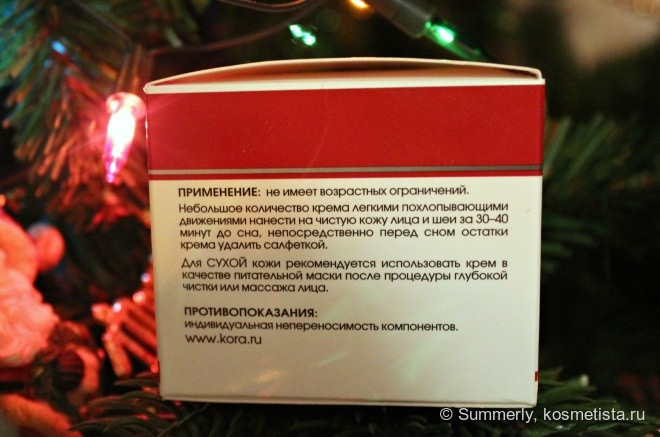 ПРИМЕНЕНИЕ: не имеет возрастных ограничений.
Небольшое количество крема легкими похлопывающими
движениями нанести на чистую кожу лица и шеи за 30–40
минут до сна, непосредственно перед сном остатки
крема удалить салфеткой.
Для СУХОЙ кожи рекомендуется использовать крем в
качестве питательной маски после процедуры глубокой
чистки или массажа лица.
ПРОТИВОПОКАЗАНИЯ:
индивидуальная непереносимость компонентов.
www.kora.ru
© Summerly, kosmetista.ru